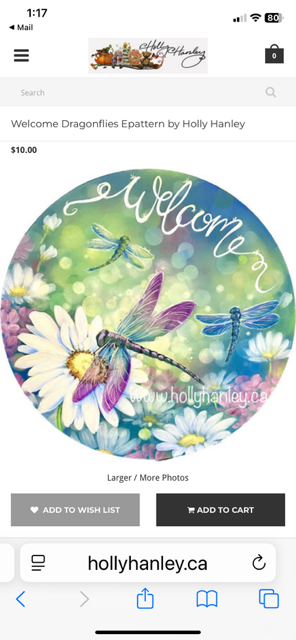 1:17
80
Mail
Holly Hanley
0
Search
Welcome Dragonflies Epattern by Holly Hanley
$10.00
Welcome
www.hollyhanley.ca
Larger / More Photos
ADD TO WISH LIST
ADD TO CART
hollyhanley.ca